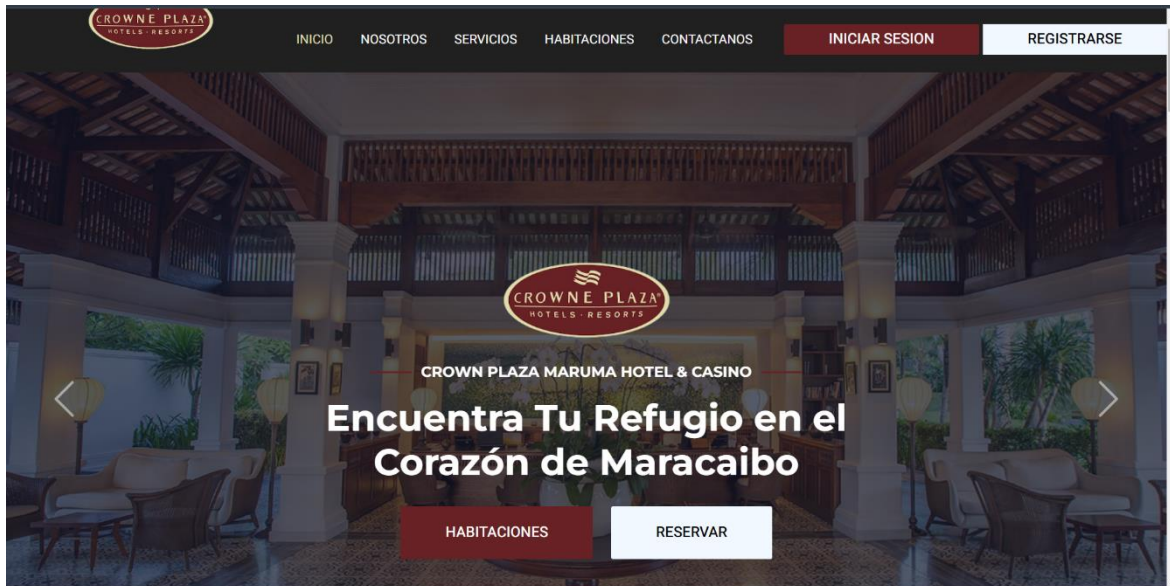 CROWNE PLAZA®
HOTELS · RESORTS
INICIO NOSOTROS SERVICIOS HABITACIONES CONTACTANOS INICIAR SESION REGISTRARSE
CROWNE PLAZA®
HOTELS · RESORTS
CROWN PLAZA MARUMA HOTEL & CASINO
Encuentra Tu Refugio en el
Corazón de Maracaibo
HABITACIONES RESERVAR